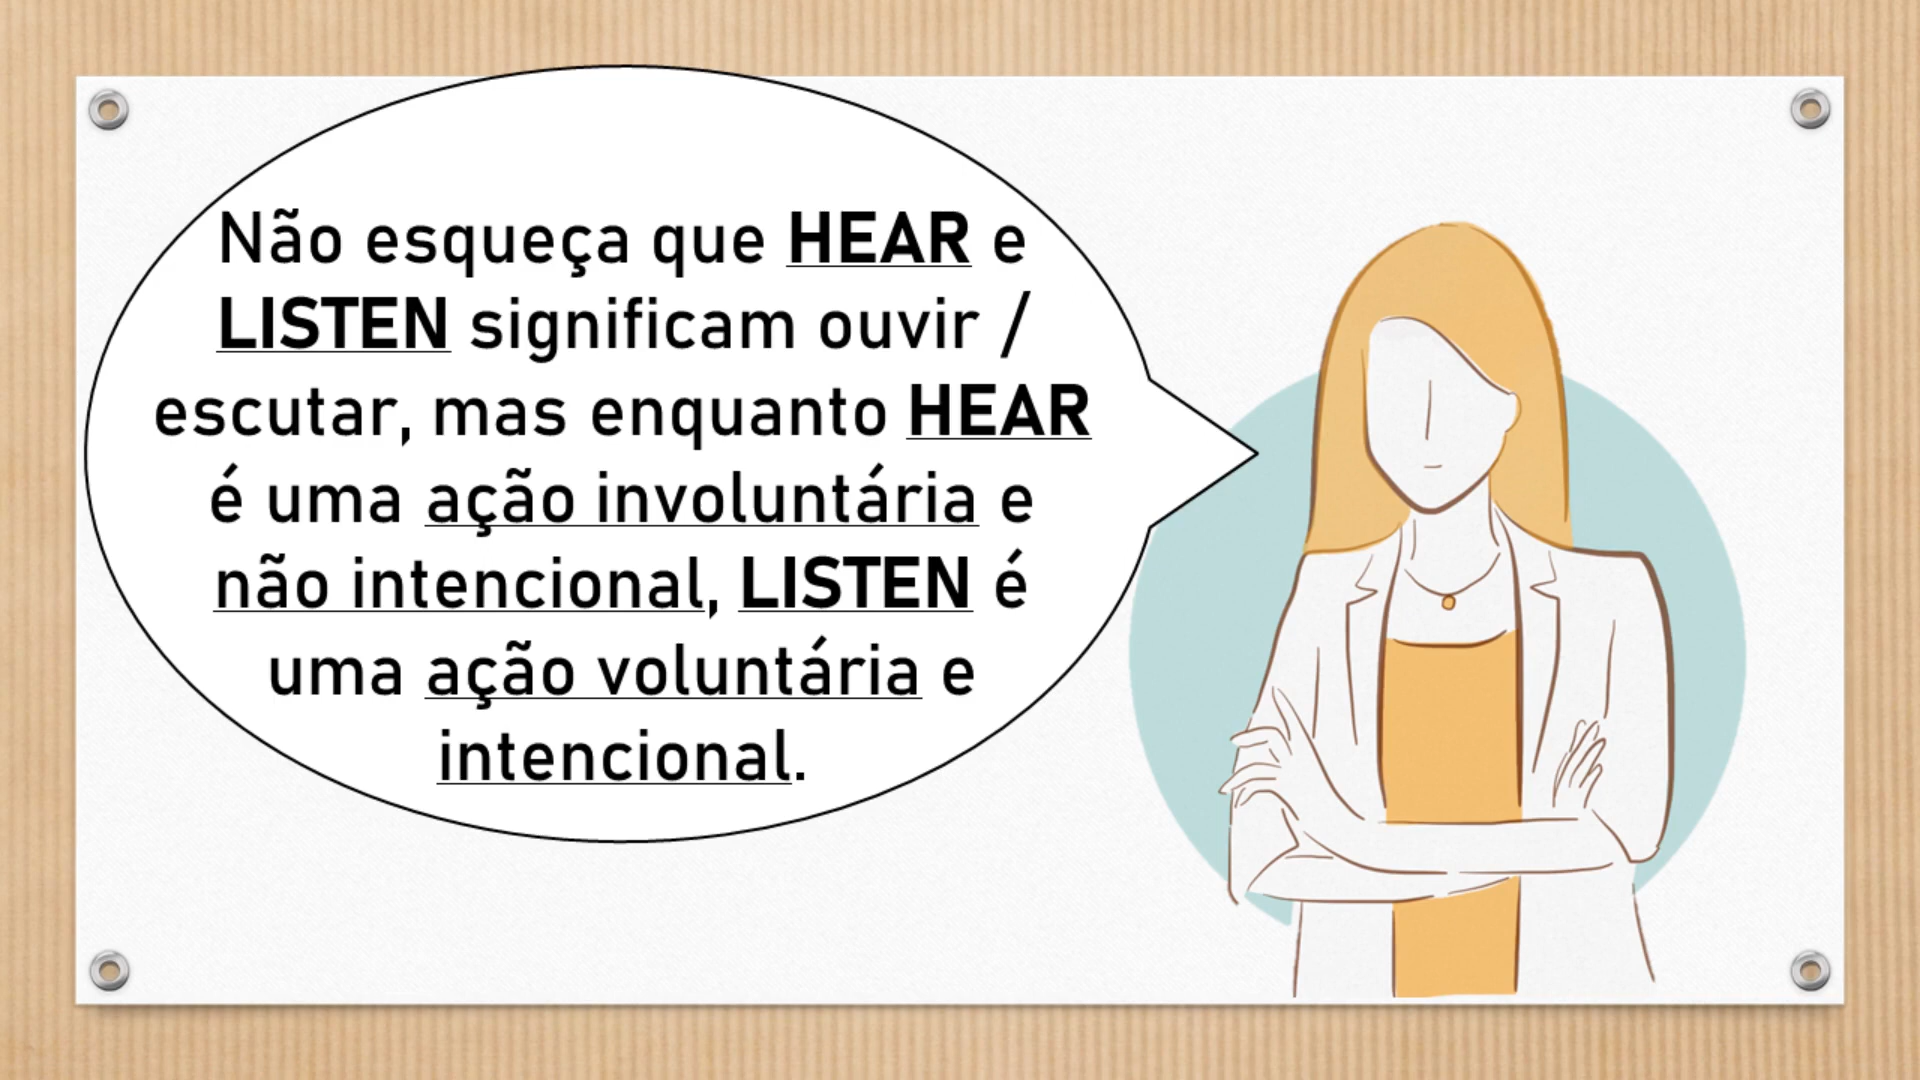 Não esqueça que HEAR e
LISTEN significam ouvir /
escutar, mas enquanto HEAR
é uma ação involuntária e
não intencional, LISTEN é
uma ação voluntária e
intencional.